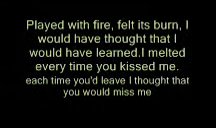 Played with fire, felt its burn, I
would have thought that I
would have learned.I melted
every time you kissed me.
each time you'd leave I thought that
you would miss me